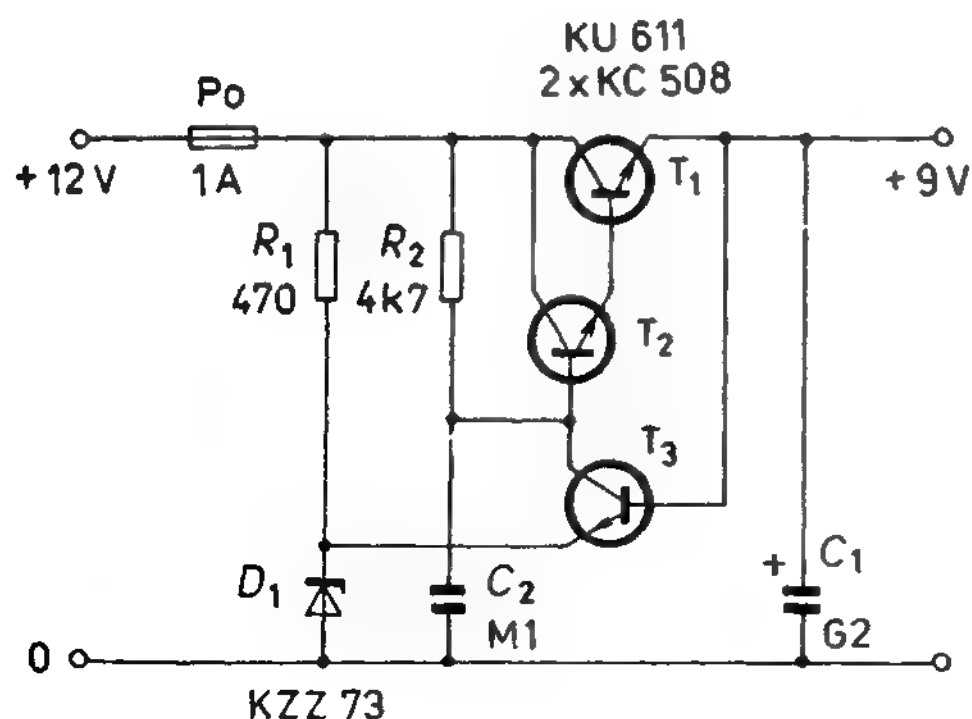 KU 611
2 x KC 508
Po
+12 V
1A
T1
+9V
R1
470
R2
4k7
T2
T3
D1
C2
M1
+
C1
G2
0
KZZ 73